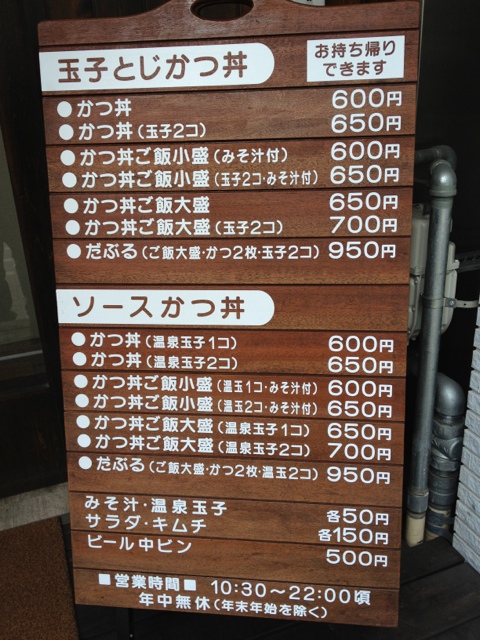 玉子とじかつ丼
お持ち帰り
できます
●かつ丼 600円
●かつ丼(玉子2コ) 650円
●かつ丼ご飯小盛(みそ汁付) 600円
●かつ丼ご飯小盛(玉子2コ・みそ汁付) 650円
●かつ丼ご飯大盛 650円
●かつ丼ご飯大盛(玉子2コ) 700円
●だぶる(ご飯大盛・かつ2枚・玉子2コ) 950円
ソースかつ丼
●かつ丼(温泉玉子1コ) 600円
●かつ丼(温泉玉子2コ) 650円
●かつ丼ご飯小盛(温玉1コ・みそ汁付) 600円
●かつ丼ご飯小盛(温玉2コ・みそ汁付) 650円
●かつ丼ご飯大盛(温泉玉子1コ) 650円
●かつ丼ご飯大盛(温泉玉子2コ) 700円
●だぶる(ご飯大盛・かつ2枚・温玉2コ) 950円
みそ汁・温泉玉子 各50円
サラダ・キムチ 各150円
ビール中ビン 500円
■営業時間■ 10:30〜22:00頃
年中無休(年末年始を除く)